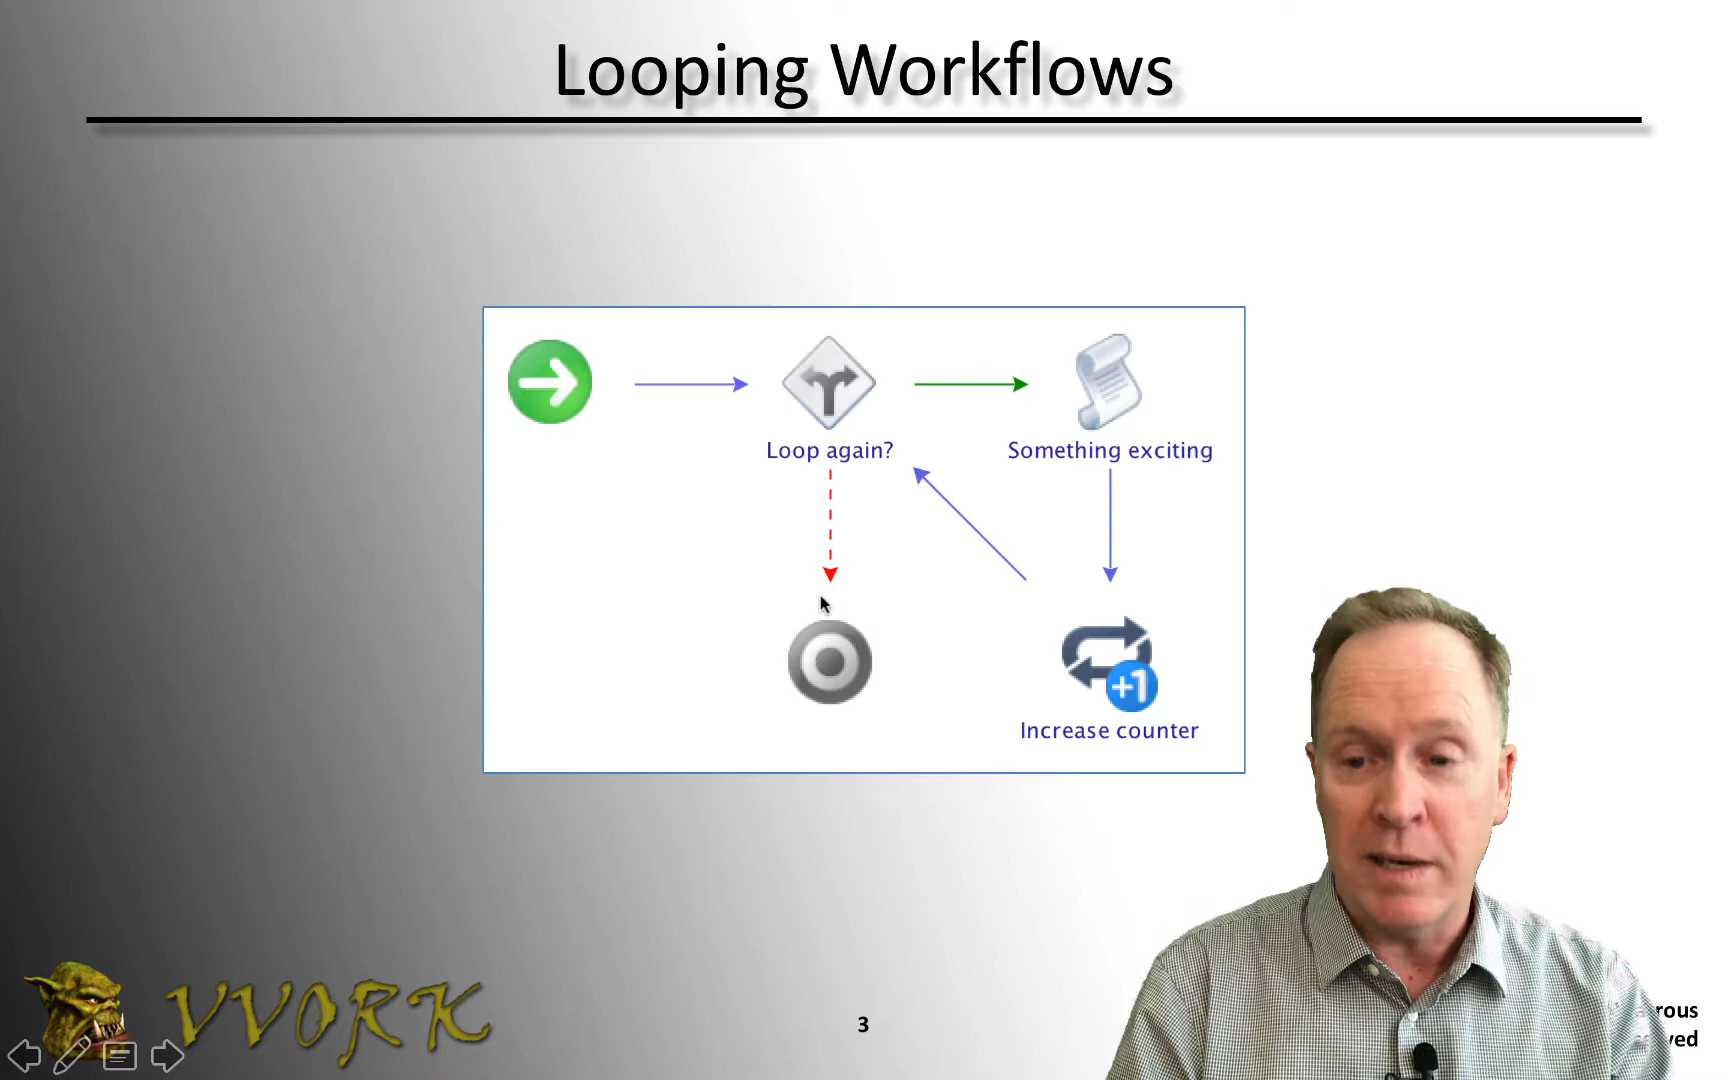 Looping Workflows
Loop again?
Something exciting
+1
Increase counter
VVORK
3